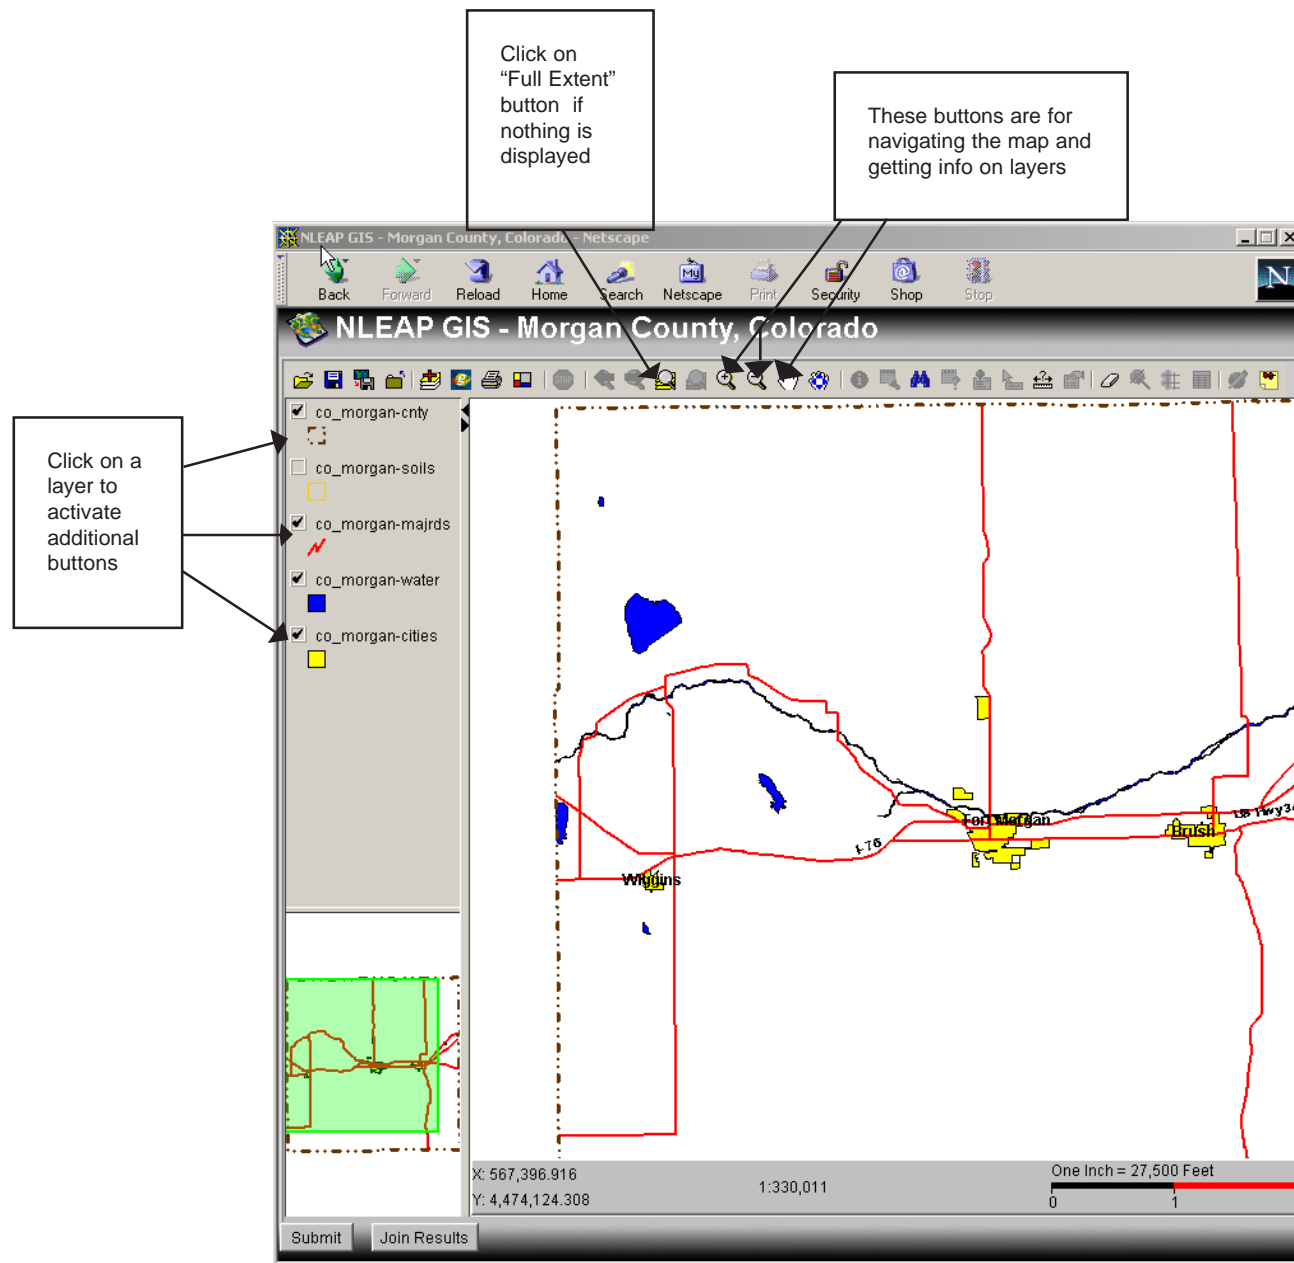 Click on
“Full Extent”
button if
nothing is
displayed
These buttons are for
navigating the map and
getting info on layers
NLEAP GIS - Morgan County, Colorado - Netscape
Back Forward Reload Home Search Netscape Print Security Shop Stop
My
N
NLEAP GIS - Morgan County, Colorado
STOP
Click on a
layer to
activate
additional
buttons
co_morgan-cnty
co_morgan-soils
co_morgan-majrds
co_morgan-water
co_morgan-cities
Fort Morgan
Brush
I-76
Wiggins
X: 567,396.916
Y: 4,474,124.308
1:330,011
One Inch = 27,500 Feet
0 1
Submit Join Results